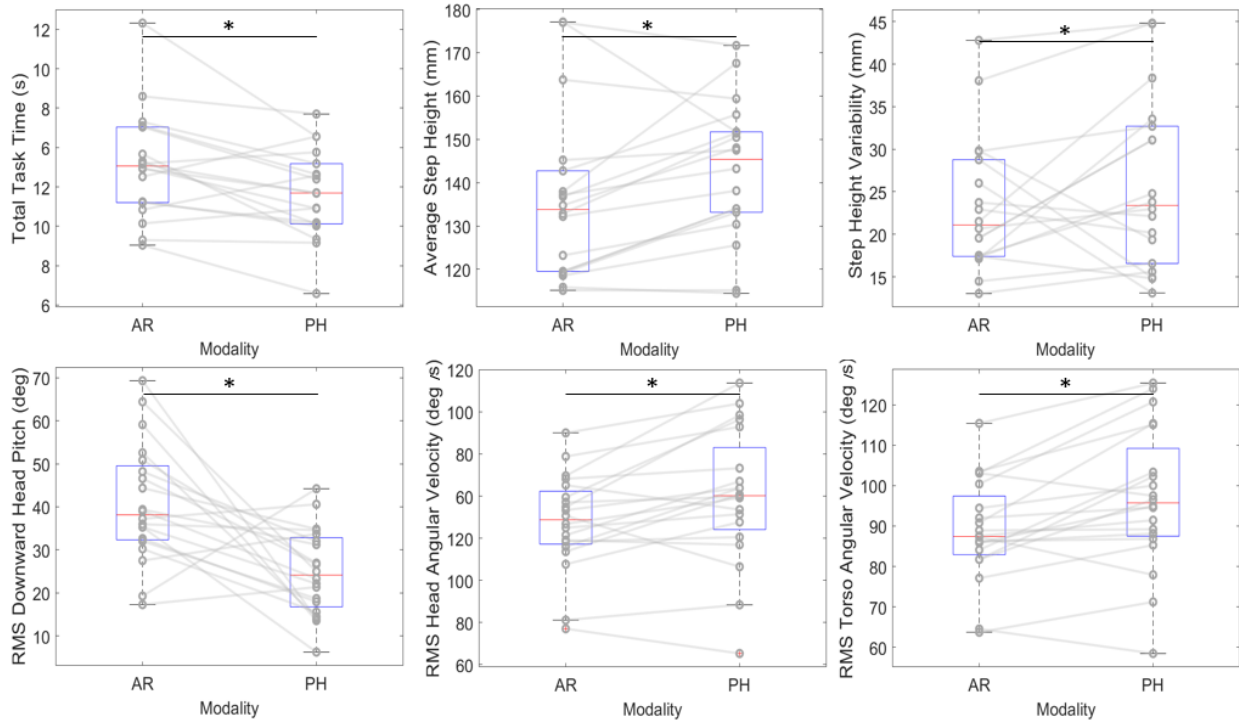 *
Total Task Time (s)
12
12
8
6
12
10
8
6
AR
PH
Modality
*
Average Step Height (mm)
180
170
160
150
140
130
120
AR
PH
Modality
*
Step Height Variability (mm)
45
40
35
30
25
20
15
AR
PH
Modality
*
RMS Downward Head Pitch (deg)
70
60
50
40
30
20
10
AR
PH
Modality
*
RMS Head Angular Velocity (deg /s)
120
100
80
60
120
100
80
60
AR
PH
Modality
*
RMS Torso Angular Velocity (deg /s)
120
110
100
90
80
70
60
AR
PH
Modality